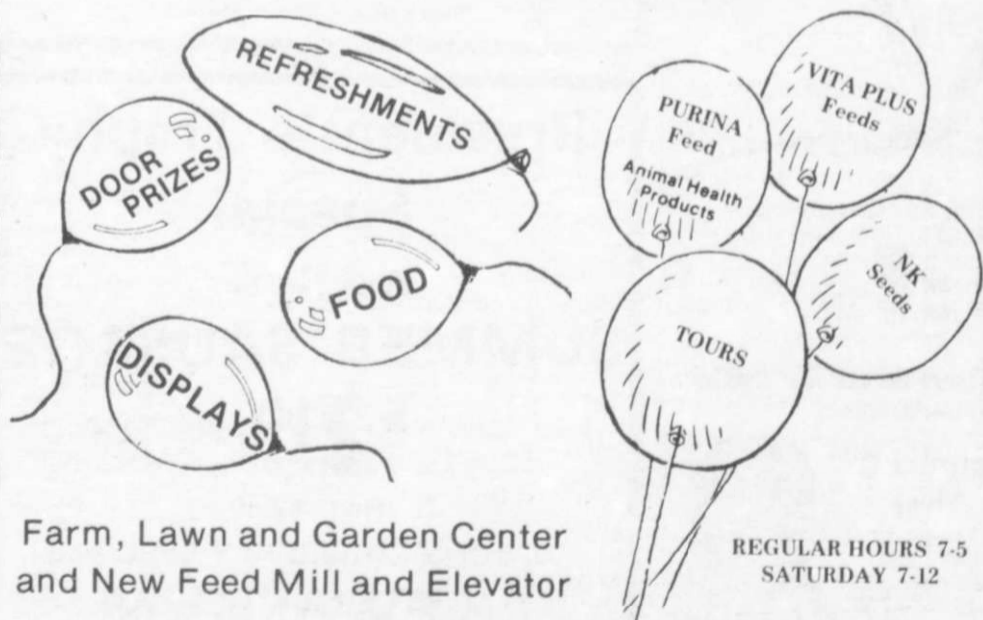 REFRESHMENTS
DOOR
PRIZES
FOOD
DISPLAYS
PURINA
Feed
Animal Health
Products
VITA PLUS
Feeds
NK
Seeds
TOURS
Farm, Lawn and Garden Center
and New Feed Mill and Elevator
REGULAR HOURS 7-5
SATURDAY 7-12